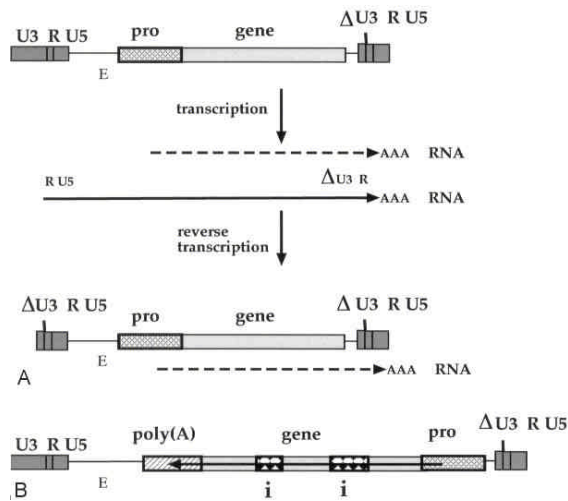 U3 R U5 pro gene ΔU3 R U5
E
transcription
AAA RNA
R U5 ΔU3 R AAA RNA
reverse
transcription
ΔU3 R U5 pro gene Δ U3 R U5
E
A AAA RNA
U3 R U5 poly(A) gene pro ΔU3 R U5
B E
i i